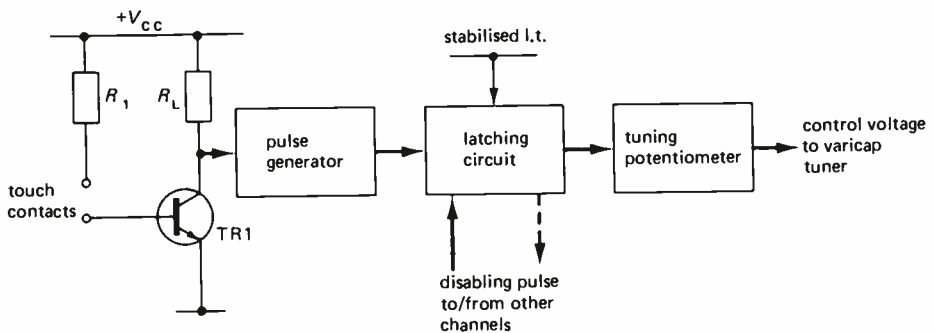 +Vcc
stabilised l.t.
R1
RL
pulse
generator
latching
circuit
tuning
potentiometer
control voltage
to varicap
tuner
touch
contacts
TR1
disabling pulse
to/from other
channels